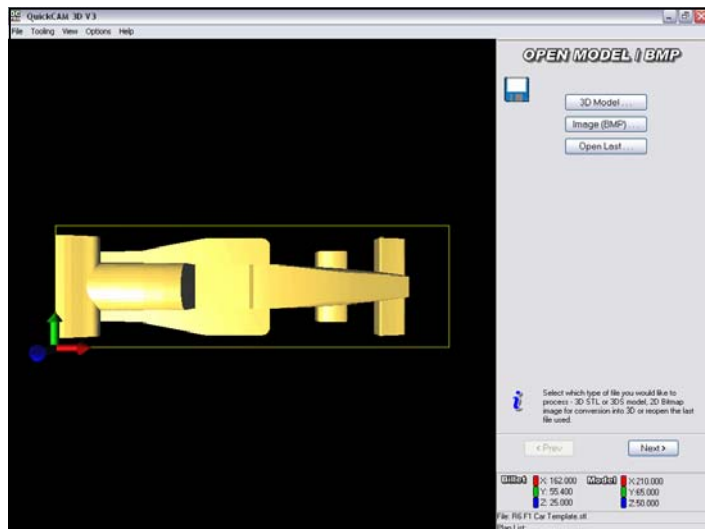 QuickCAM 3D V3
File Tooling View Options Help
OPEN MODEL / BMP
3D Model . . .
Image (BMP) . . .
Open Last . . .
Select which type of file you would like to
process - 3D STL or 3DS model, 2D Bitmap
image for conversion into 3D or reopen the last
file used.
< Prev
Next >
Billet X: 162.000 Model X:210.000
Y: 55.400 Y:65.000
Z: 25.000 Z:50.000
File: R6 F1 Car Template.stl
Plan List: